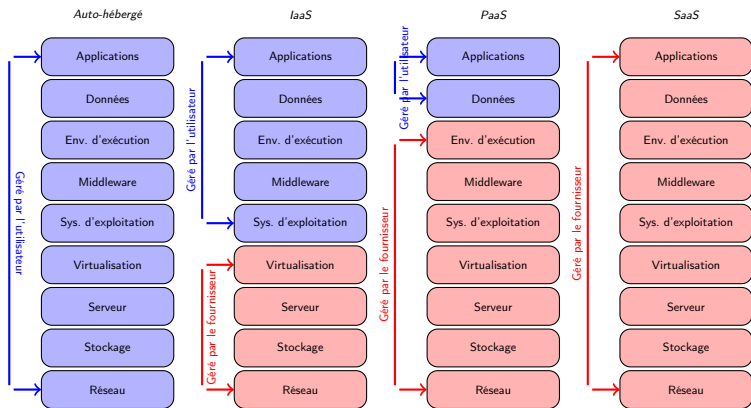 Auto-hébergé
Applications
Données
Env. d'exécution
Middleware
Sys. d'exploitation
Virtualisation
Serveur
Stockage
Réseau
Géré par l'utilisateur
IaaS
Applications
Données
Env. d'exécution
Middleware
Sys. d'exploitation
Virtualisation
Serveur
Stockage
Réseau
Géré par l'utilisateur
Géré par le fournisseur
PaaS
Applications
Données
Env. d'exécution
Middleware
Sys. d'exploitation
Virtualisation
Serveur
Stockage
Réseau
Géré par l'utilisateur
Géré par le fournisseur
SaaS
Applications
Données
Env. d'exécution
Middleware
Sys. d'exploitation
Virtualisation
Serveur
Stockage
Réseau
Géré par le fournisseur